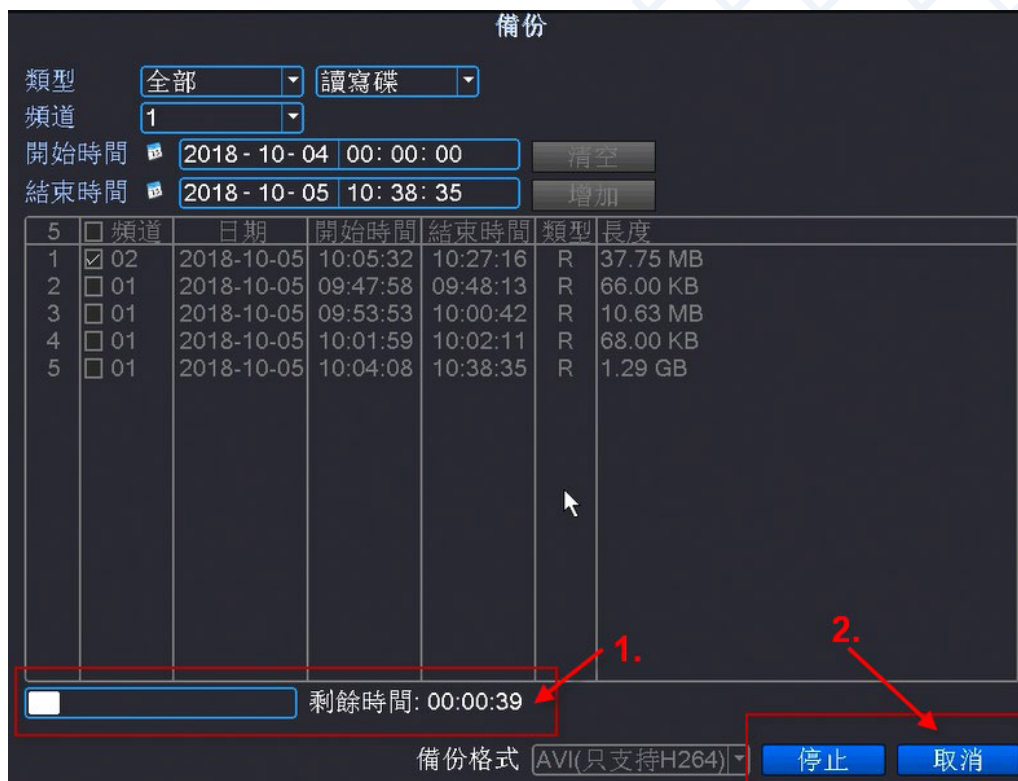 備份
類型 全部 讀寫碟
頻道 1
開始時間 2018 - 10 - 04 00 : 00 : 00 清空
結束時間 2018 - 10 - 05 10 : 38 : 35 增加
5 頻道 日期 開始時間 結束時間 類型 長度
1 02 2018-10-05 10:05:32 10:27:16 R 37.75 MB
2 01 2018-10-05 09:47:58 09:48:13 R 66.00 KB
3 01 2018-10-05 09:53:53 10:00:42 R 10.63 MB
4 01 2018-10-05 10:01:59 10:02:11 R 68.00 KB
5 01 2018-10-05 10:04:08 10:38:35 R 1.29 GB
2.
1.
剩餘時間: 00:00:39
備份格式 AVI(只支持H264) 停止 取消